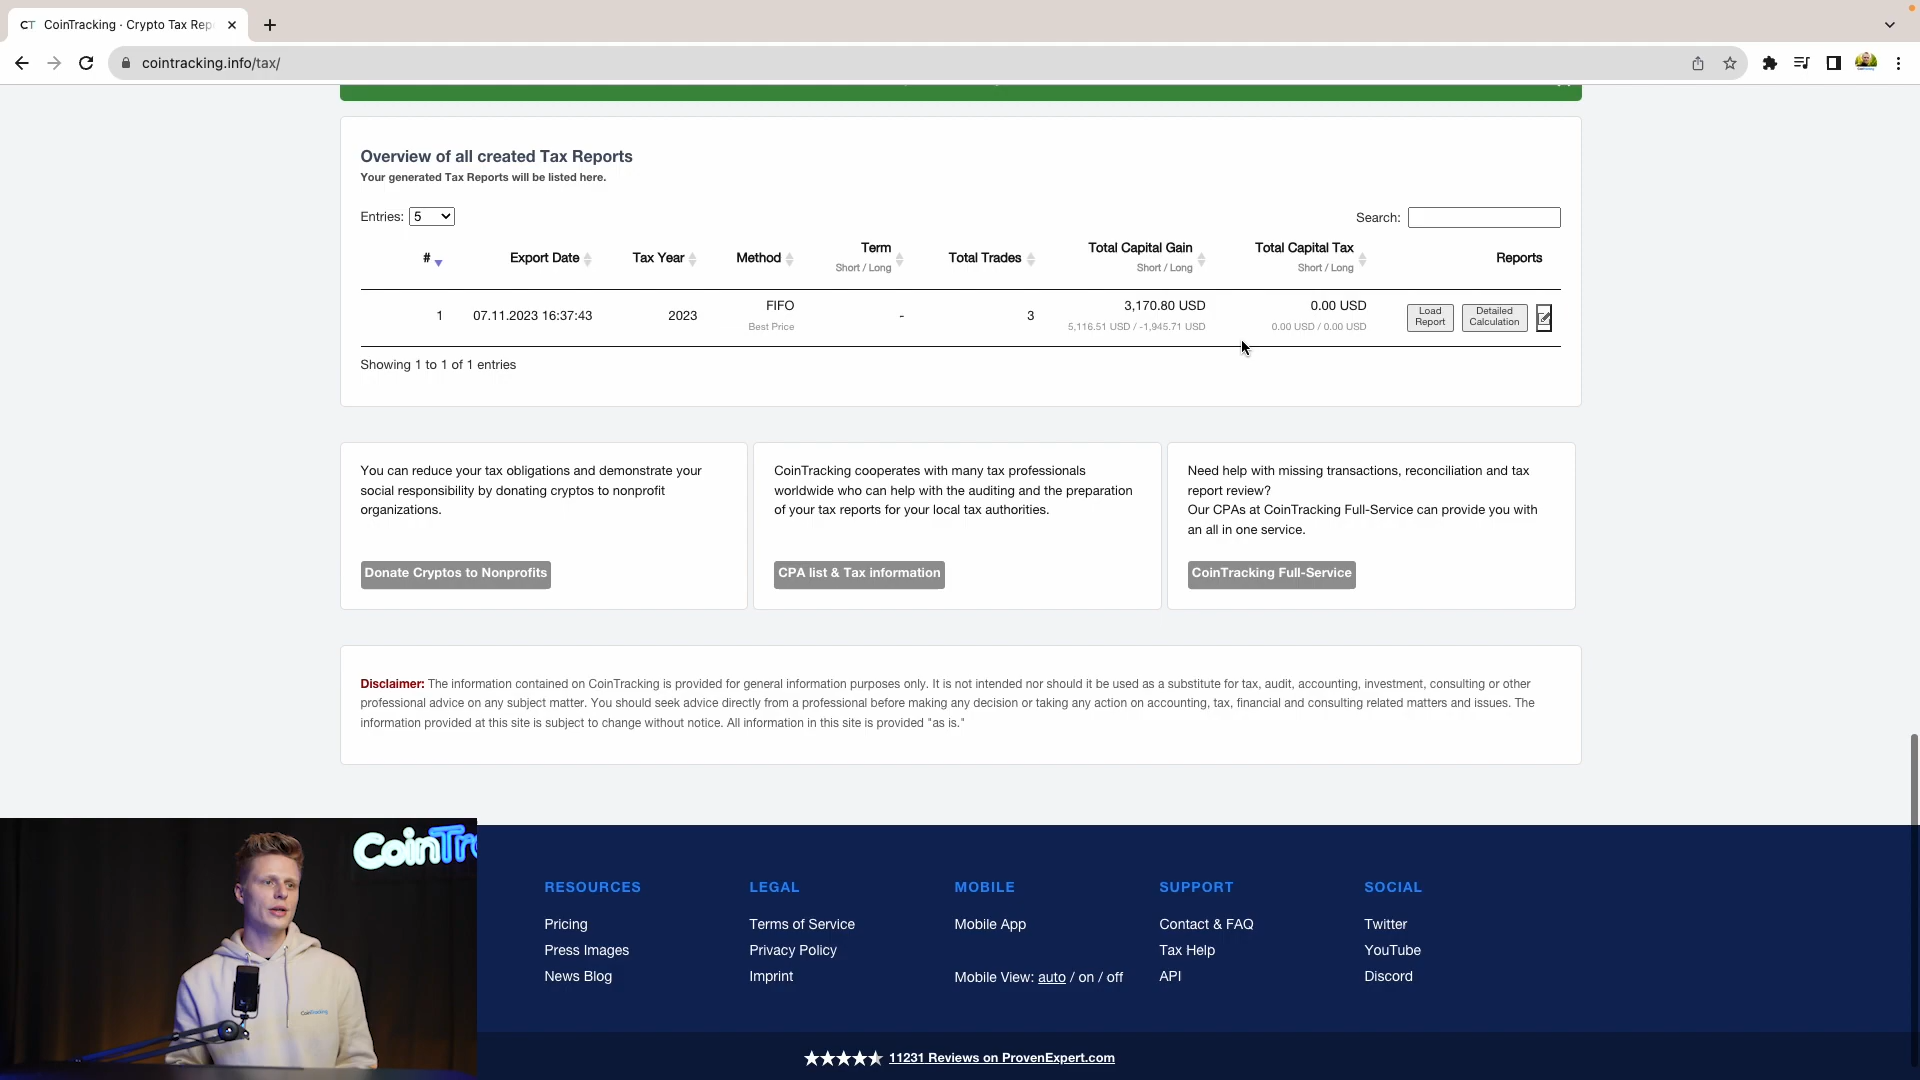 CT CoinTracking · Crypto Tax Rep
cointracking.info/tax/
Overview of all created Tax Reports
Your generated Tax Reports will be listed here.
Entries: 5
Search:
# Export Date Tax Year Method Term Total Trades Total Capital Gain Total Capital Tax Reports
Short / Long Short / Long Short / Long
1 07.11.2023 16:37:43 2023 FIFO - 3 3,170.80 USD 0.00 USD Load Report Detailed Calculation
Best Price 5,116.51 USD / -1,945.71 USD 0.00 USD / 0.00 USD
Showing 1 to 1 of 1 entries
You can reduce your tax obligations and demonstrate your
social responsibility by donating cryptos to nonprofit
organizations.
Donate Cryptos to Nonprofits
CoinTracking cooperates with many tax professionals
worldwide who can help with the auditing and the preparation
of your tax reports for your local tax authorities.
CPA list & Tax information
Need help with missing transactions, reconciliation and tax
report review?
Our CPAs at CoinTracking Full-Service can provide you with
an all in one service.
CoinTracking Full-Service
Disclaimer: The information contained on CoinTracking is provided for general information purposes only. It is not intended nor should it be used as a substitute for tax, audit, accounting, investment, consulting or other
professional advice on any subject matter. You should seek advice directly from a professional before making any decision or taking any action on accounting, tax, financial and consulting related matters and issues. The
information provided at this site is subject to change without notice. All information in this site is provided "as is."
CoinTr
CoinTracking
RESOURCES
Pricing
Press Images
News Blog
LEGAL
Terms of Service
Privacy Policy
Imprint
MOBILE
Mobile App
Mobile View: auto / on / off
SUPPORT
Contact & FAQ
Tax Help
API
SOCIAL
Twitter
YouTube
Discord
11231 Reviews on ProvenExpert.com